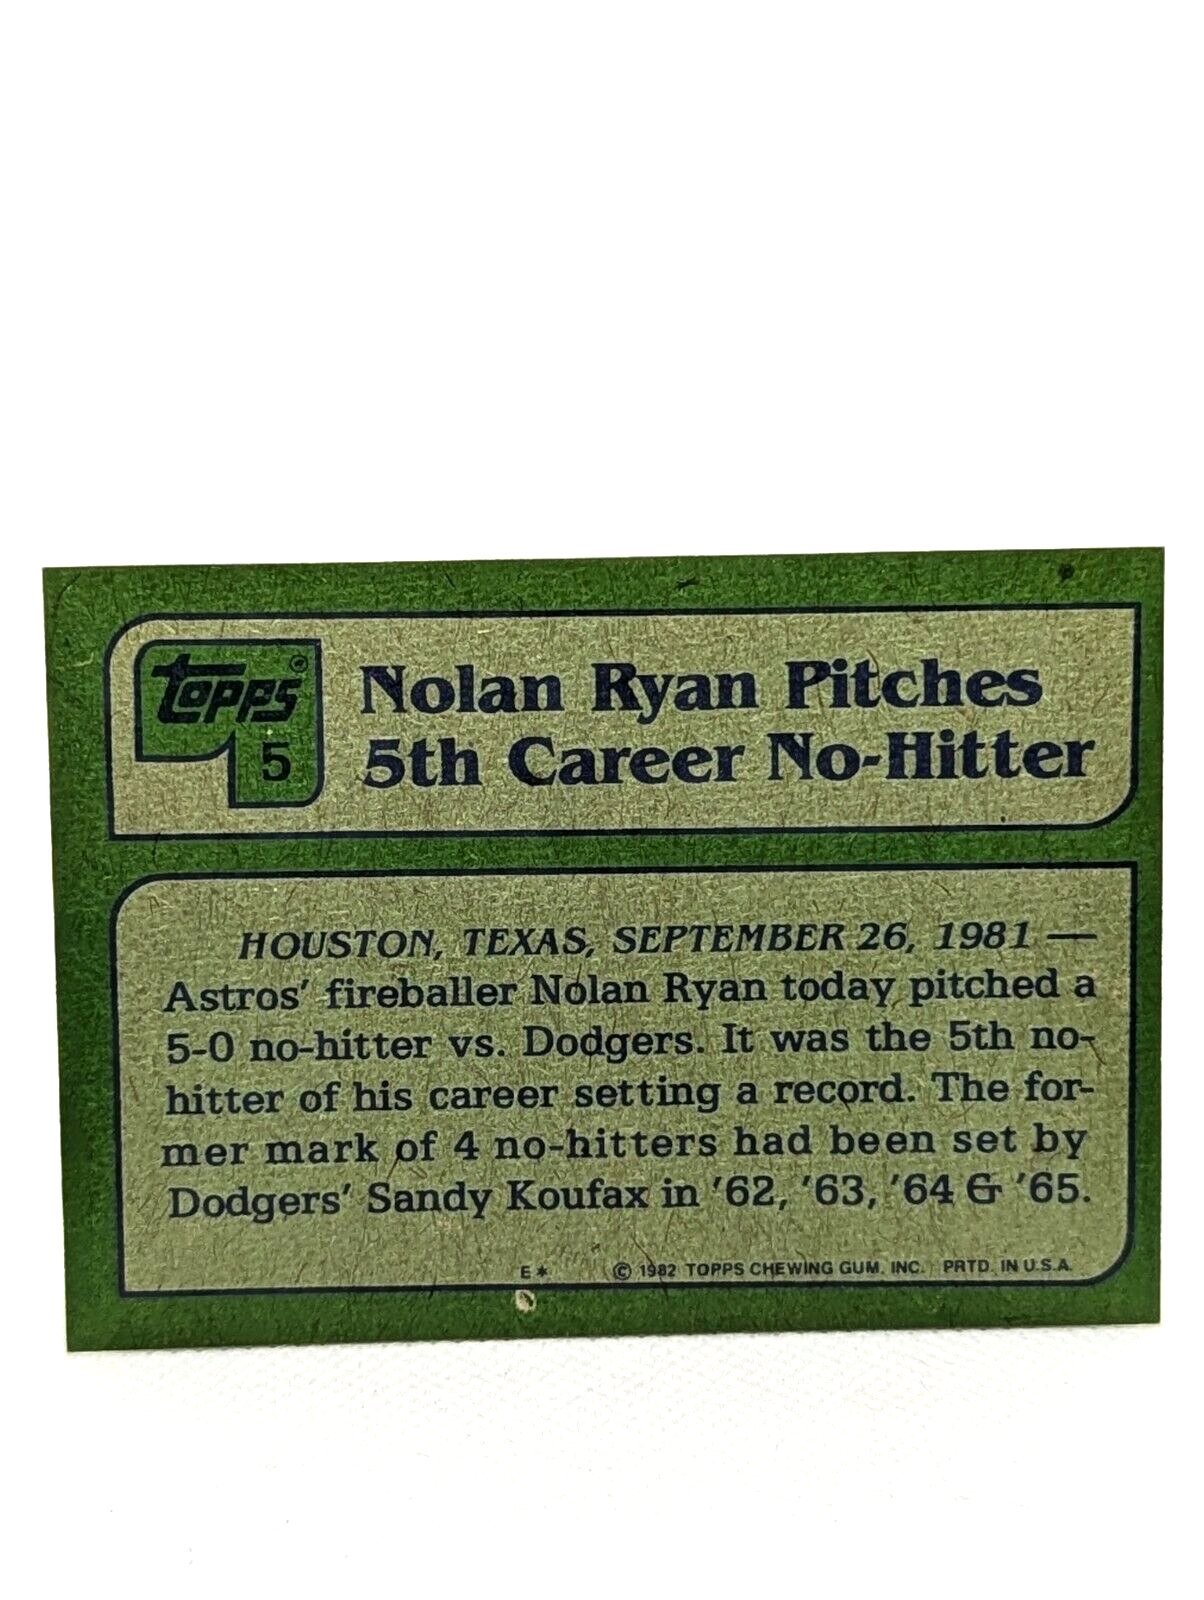 TOPPS®
5
Nolan Ryan Pitches
5th Career No-Hitter
HOUSTON, TEXAS, SEPTEMBER 26, 1981 —
Astros' fireballer Nolan Ryan today pitched a
5-0 no-hitter vs. Dodgers. It was the 5th no-
hitter of his career setting a record. The for-
mer mark of 4 no-hitters had been set by
Dodgers' Sandy Koufax in '62, '63, '64 & '65.
E* © 1982 TOPPS CHEWING GUM, INC. PRTD. IN U.S.A.